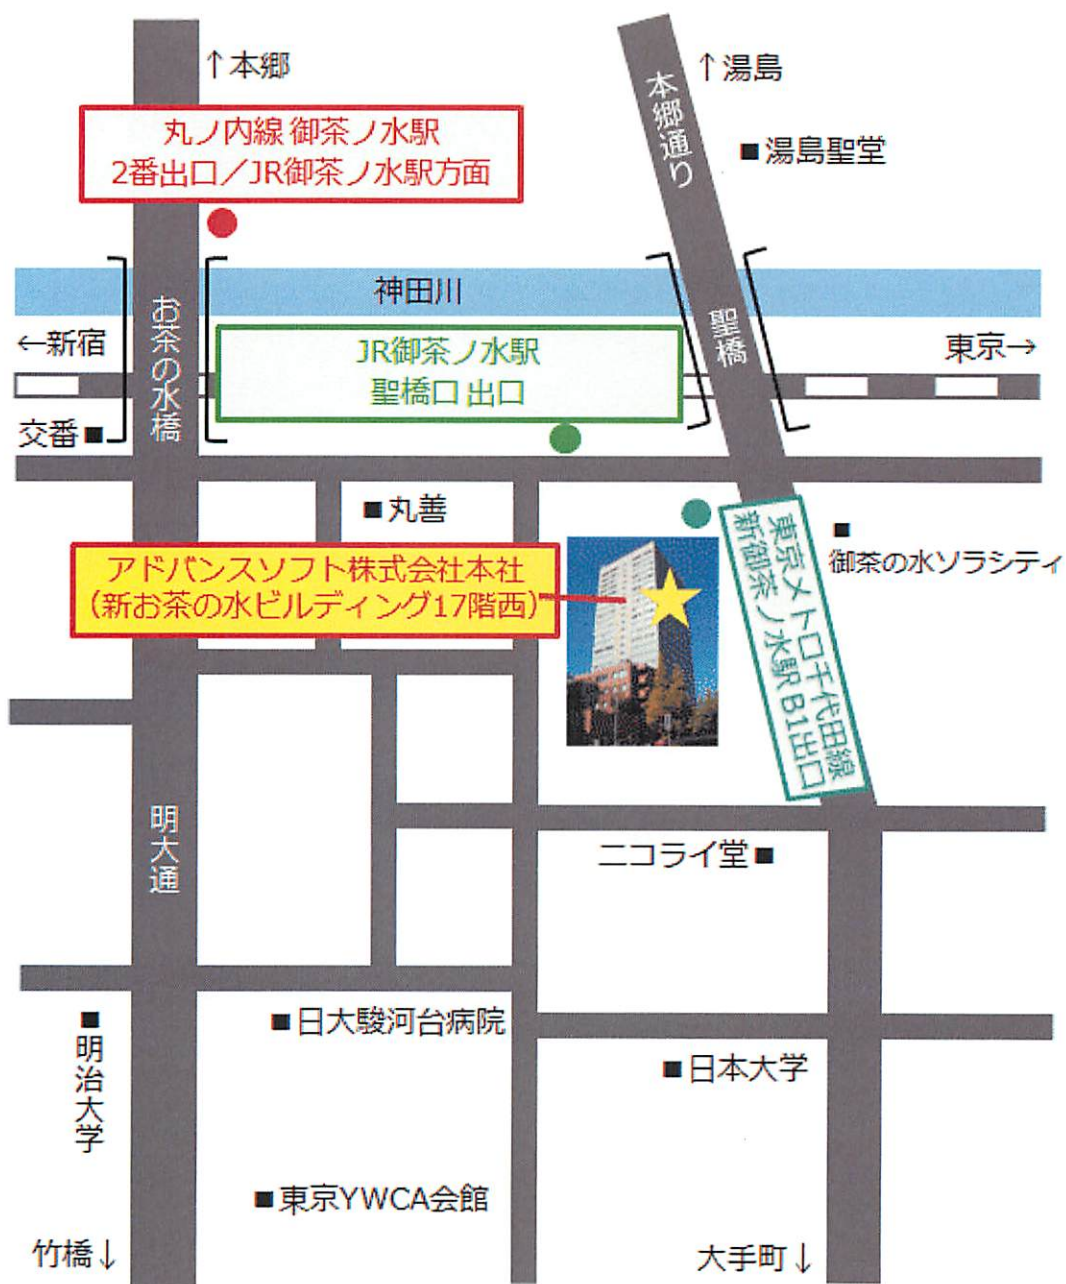 ↑本郷
↑湯島
本郷通り
■湯島聖堂
丸ノ内線 御茶ノ水駅
2番出口／JR御茶ノ水駅方面
神田川
お茶の水橋
聖橋
←新宿
東京→
JR御茶ノ水駅
聖橋口 出口
交番■
■丸善
アドバンスソフト株式会社本社
（新お茶の水ビルディング17階西）
東京メトロ千代田線
新御茶ノ水駅 B1出口
■
御茶の水ソラシティ
明大通
ニコライ堂■
■明治大学
■日大駿河台病院
■日本大学
■東京YWCA会館
竹橋↓
大手町↓